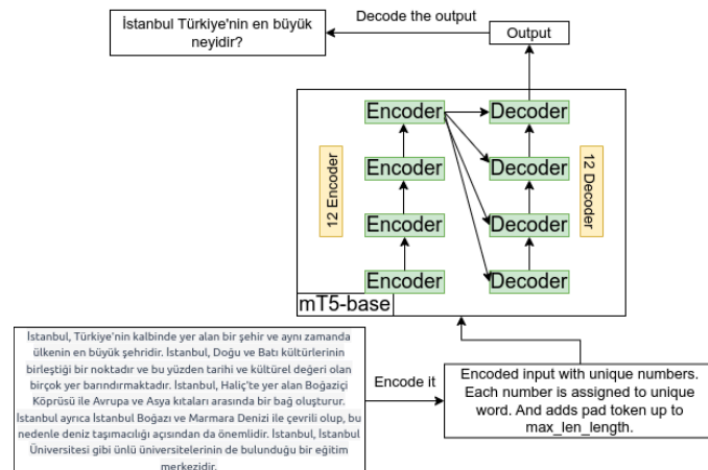 İstanbul Türkiye'nin en büyük
neyidir?
Decode the output
Output
Encoder
Decoder
Encoder
Decoder
12 Encoder
12 Decoder
Encoder
Decoder
Encoder
Decoder
mT5-base
İstanbul, Türkiye'nin kalbinde yer alan bir şehir ve aynı zamanda
ülkenin en büyük şehridir. İstanbul, Doğu ve Batı kültürlerinin
birleştiği bir noktadır ve bu yüzden tarihi ve kültürel değeri olan
birçok yer barındırmaktadır. İstanbul, Haliç'te yer alan Boğaziçi
Köprüsü ile Avrupa ve Asya kıtaları arasında bir bağ oluşturur.
İstanbul ayrıca İstanbul Boğazı ve Marmara Denizi ile çevrili olup, bu
nedenle deniz taşımacılığı açısından da önemlidir. İstanbul, İstanbul
Üniversitesi gibi ünlü üniversitelerinin de bulunduğu bir eğitim
merkezidir.
Encode it
Encoded input with unique numbers.
Each number is assigned to unique
word. And adds pad token up to
max_len_length.